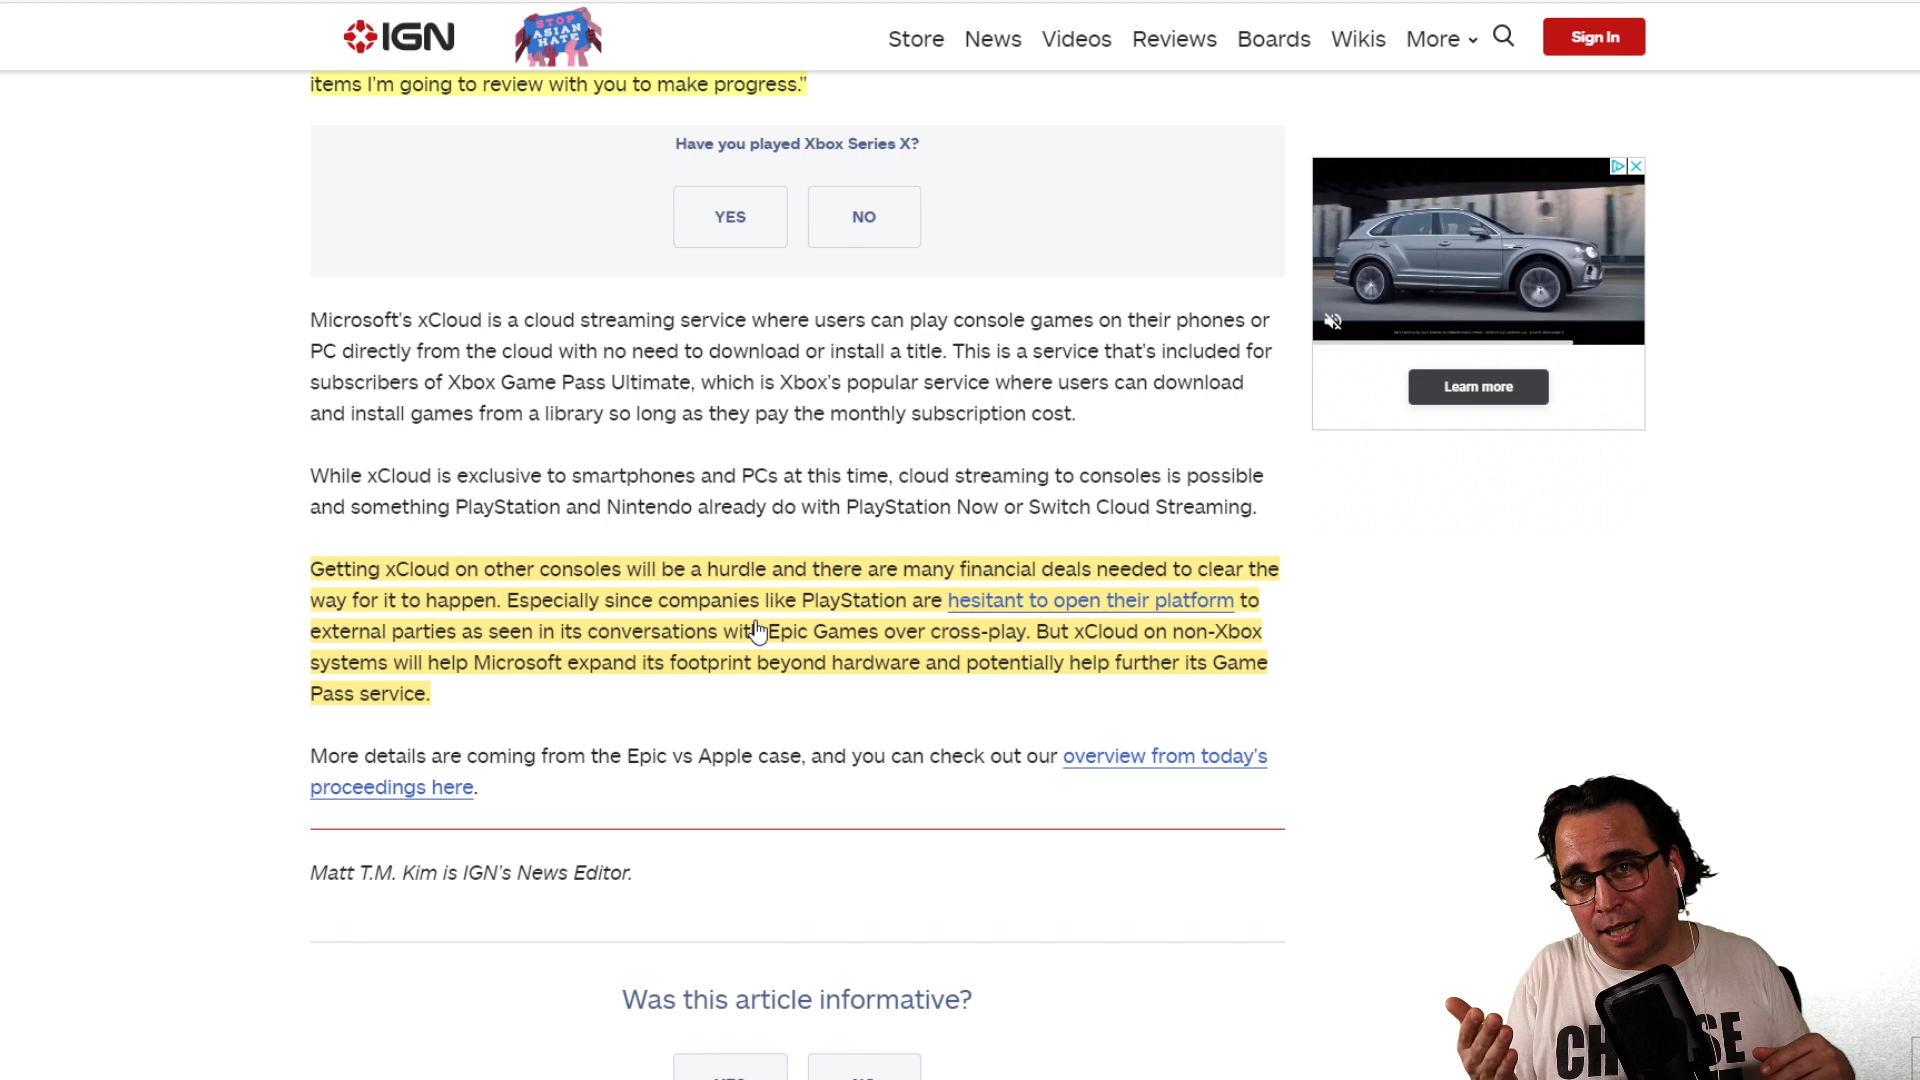 IGN
STOP
ASIAN
HATE
Store News Videos Reviews Boards Wikis More
Sign In
items I'm going to review with you to make progress."
Have you played Xbox Series X?
YES NO
Microsoft's xCloud is a cloud streaming service where users can play console games on their phones or
PC directly from the cloud with no need to download or install a title. This is a service that's included for
subscribers of Xbox Game Pass Ultimate, which is Xbox's popular service where users can download
and install games from a library so long as they pay the monthly subscription cost.
Learn more
While xCloud is exclusive to smartphones and PCs at this time, cloud streaming to consoles is possible
and something PlayStation and Nintendo already do with PlayStation Now or Switch Cloud Streaming.
Getting xCloud on other consoles will be a hurdle and there are many financial deals needed to clear the
way for it to happen. Especially since companies like PlayStation are hesitant to open their platform to
external parties as seen in its conversations with Epic Games over cross-play. But xCloud on non-Xbox
systems will help Microsoft expand its footprint beyond hardware and potentially help further its Game
Pass service.
More details are coming from the Epic vs Apple case, and you can check out our overview from today's
proceedings here.
Matt T.M. Kim is IGN's News Editor.
Was this article informative?